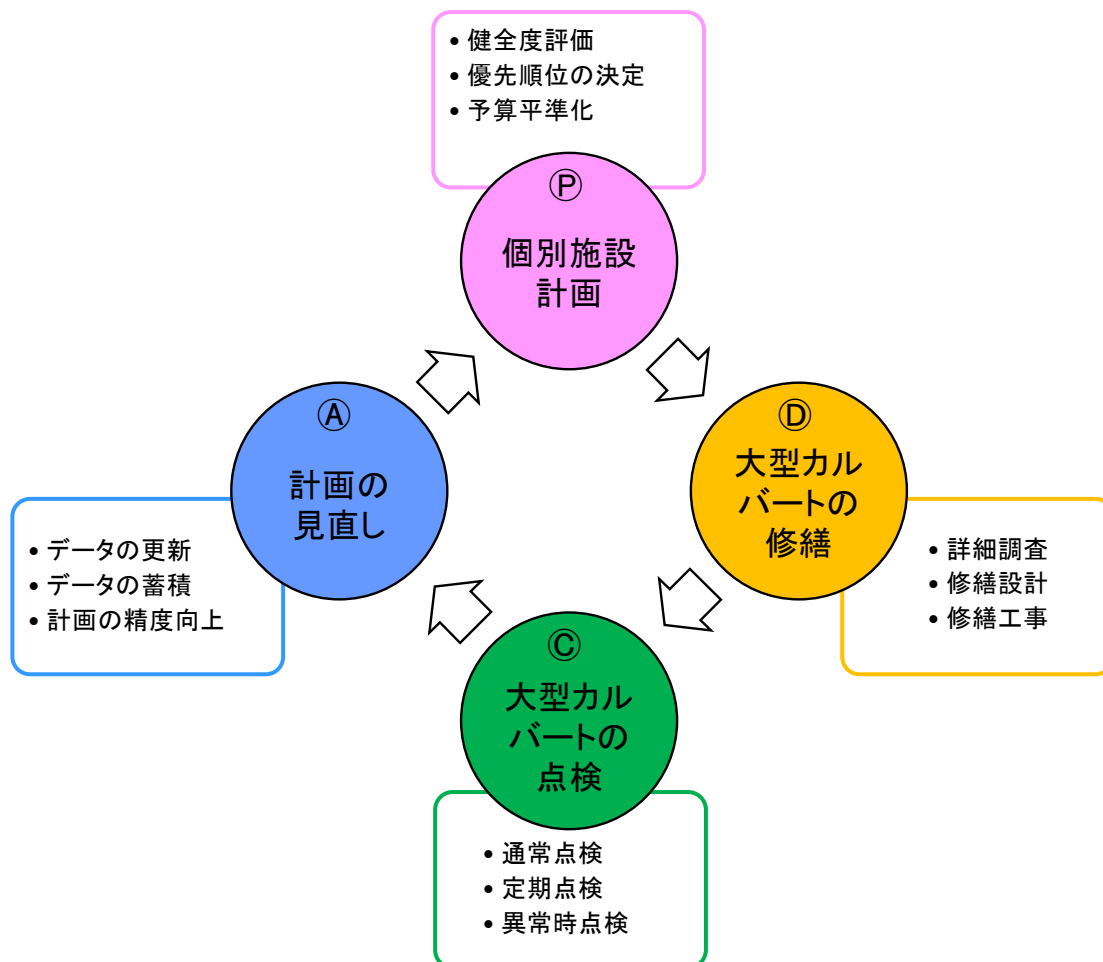 • 健全度評価
• 優先順位の決定
• 予算平準化
Ⓟ
個別施設
計画
Ⓓ
大型カル
バートの
修繕
• 詳細調査
• 修繕設計
• 修繕工事
Ⓒ
大型カル
バートの
点検
• 通常点検
• 定期点検
• 異常時点検
Ⓐ
計画の
見直し
• データの更新
• データの蓄積
• 計画の精度向上